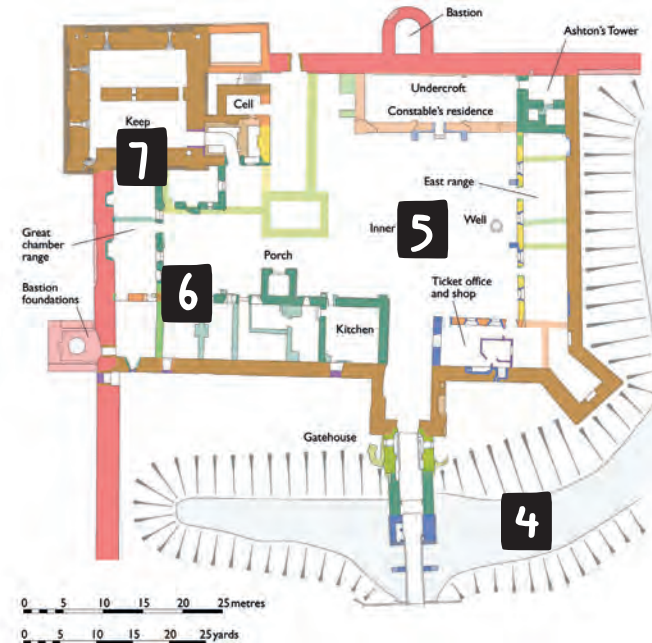 Bastion
Ashton's Tower
Undercroft
Cell
Constable's residence
Keep
7
East range
Great
chamber
range
Inner
5
Well
Porch
Bastion
foundations
6
Ticket office
and shop
Kitchen
Gatehouse
4
0 5 10 15 20 25 metres
0 5 10 15 20 25 yards